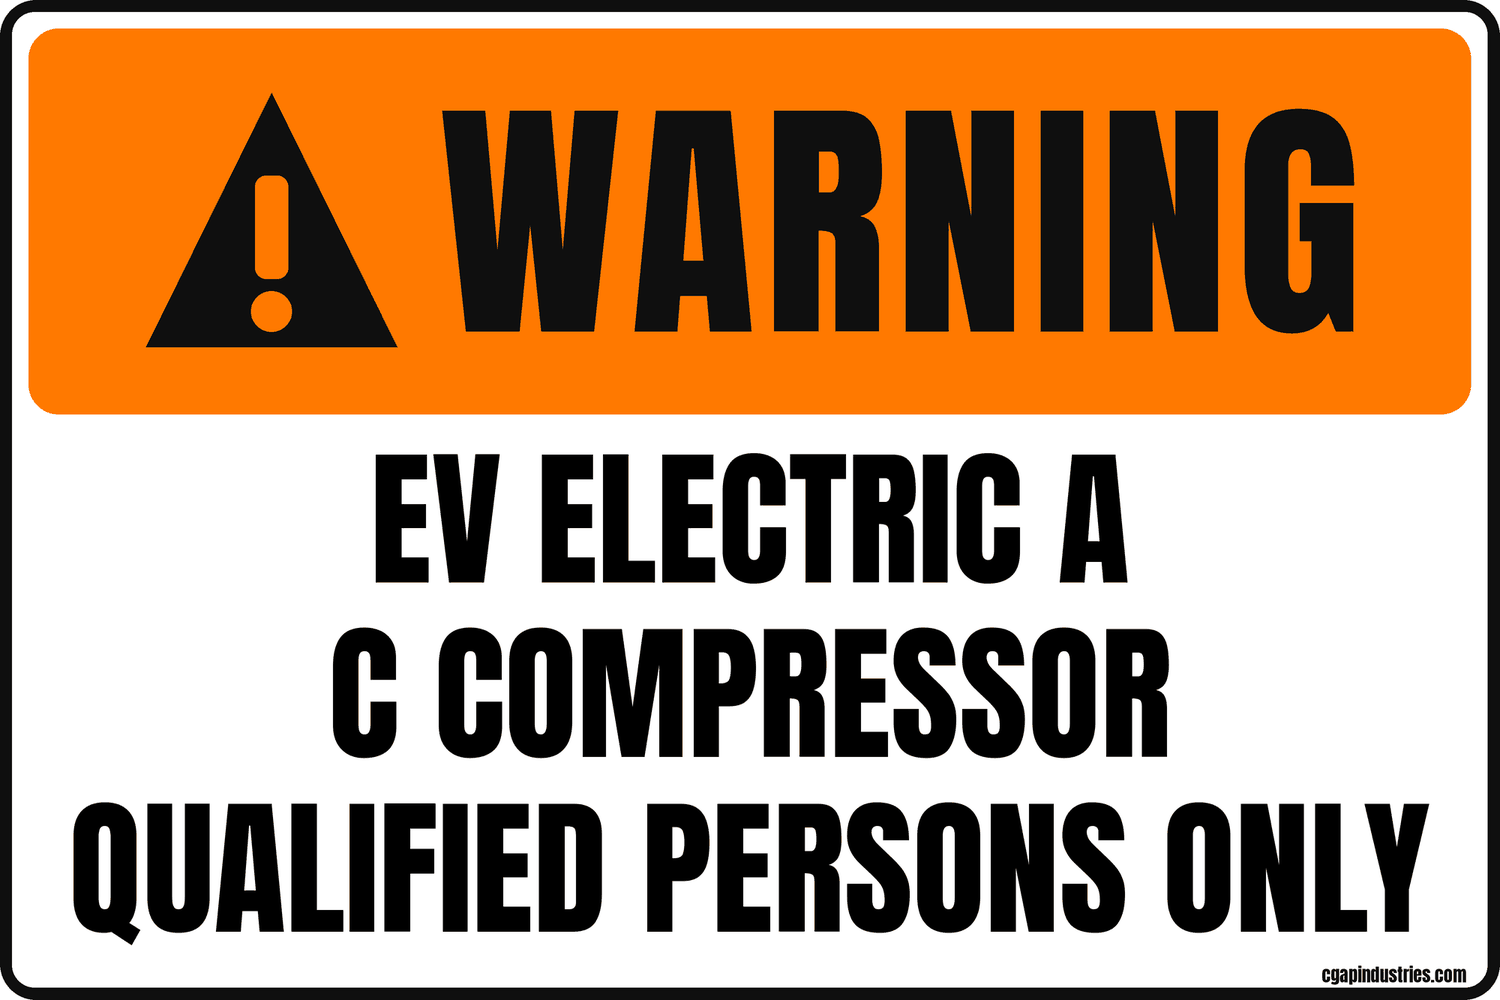 WARNING
EV ELECTRIC A
C COMPRESSOR
QUALIFIED PERSONS ONLY
cgapindustries.com